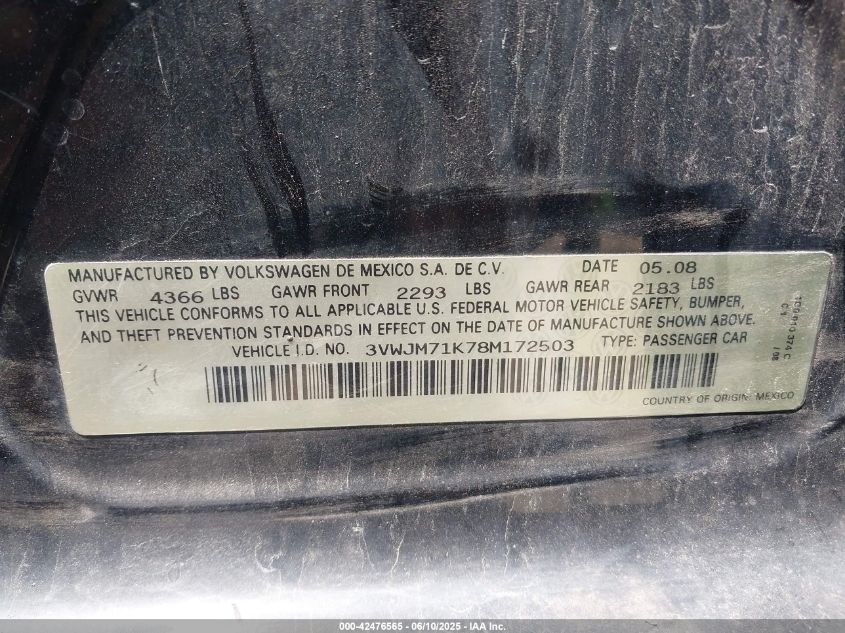 MANUFACTURED BY VOLKSWAGEN DE MEXICO S.A. DE C.V. DATE 05.08
GVWR 4366 LBS GAWR FRONT 2293 LBS GAWR REAR 2183 LBS
THIS VEHICLE CONFORMS TO ALL APPLICABLE U.S. FEDERAL MOTOR VEHICLE SAFETY, BUMPER,
AND THEFT PREVENTION STANDARDS IN EFFECT ON THE DATE OF MANUFACTURE SHOWN ABOVE.
VEHICLE I.D. NO. 3VWJM71K78M172503 TYPE: PASSENGER CAR
COUNTRY OF ORIGIN: MEXICO
000-42476565 - 06/10/2025 - IAA Inc.